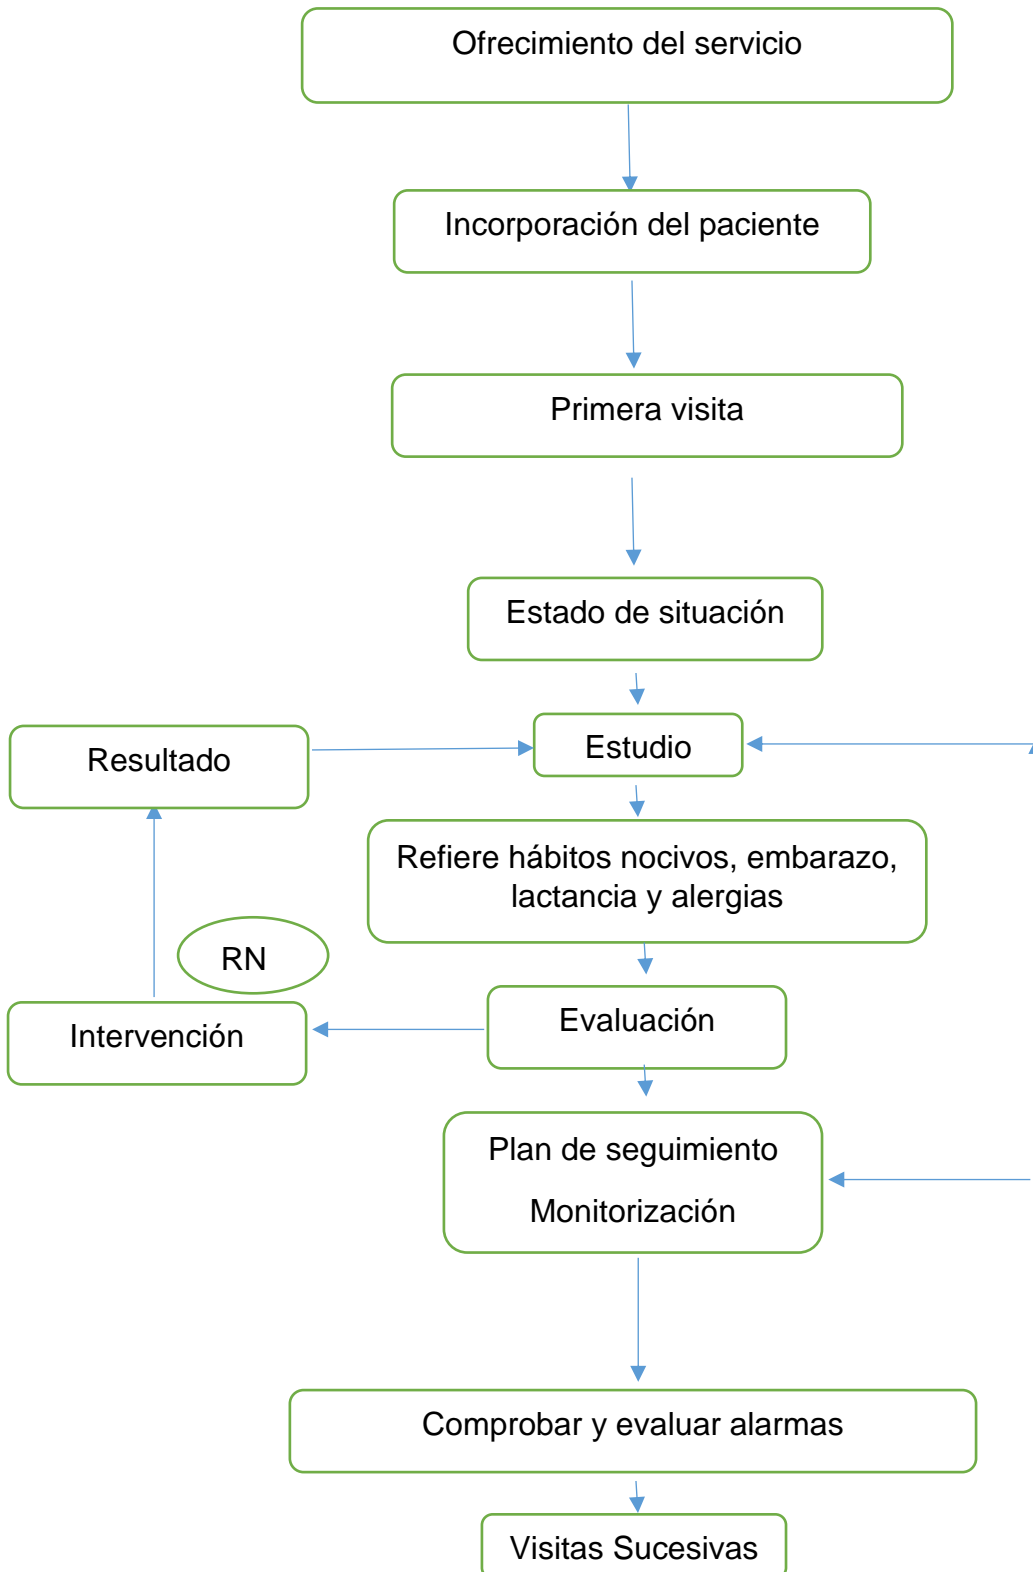 Ofrecimiento del servicio
Incorporación del paciente
Primera visita
Estado de situación
Estudio
Resultado
Refiere hábitos nocivos, embarazo,
lactancia y alergias
RN
Evaluación
Intervención
Plan de seguimiento
Monitorización
Comprobar y evaluar alarmas
Visitas Sucesivas